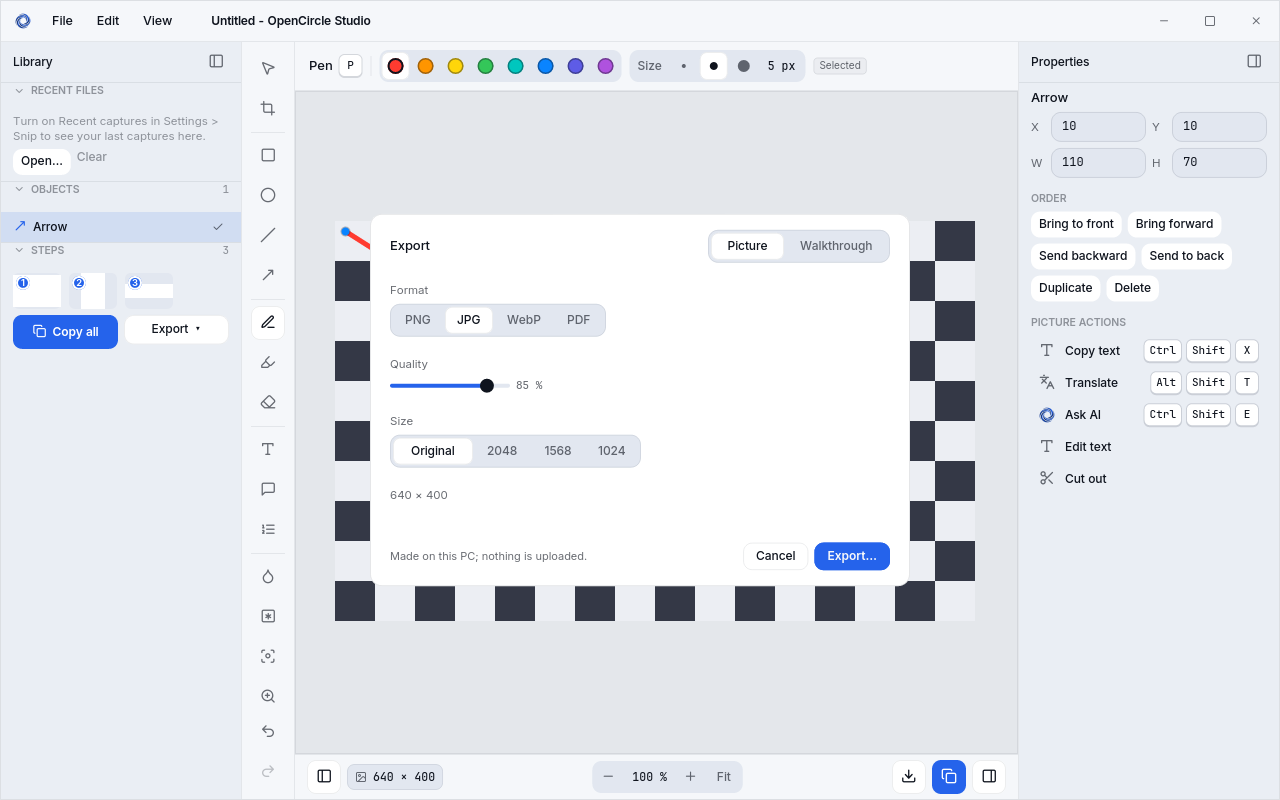 File Edit View Untitled - OpenCircle Studio
Library
RECENT FILES
Turn on Recent captures in Settings >
Snip to see your last captures here.
Open... Clear
OBJECTS 1
Arrow
STEPS 3
1 2 3
Copy all Export
Pen P Size 5 px Selected
Export Picture Walkthrough
Format
PNG JPG WebP PDF
Quality
85 %
Size
Original 2048 1568 1024
640 × 400
Made on this PC; nothing is uploaded. Cancel Export...
640 × 400 100 % Fit
Properties
Arrow
X 10 Y 10
W 110 H 70
ORDER
Bring to front Bring forward
Send backward Send to back
Duplicate Delete
PICTURE ACTIONS
Copy text Ctrl Shift X
Translate Alt Shift T
Ask AI Ctrl Shift E
Edit text
Cut out